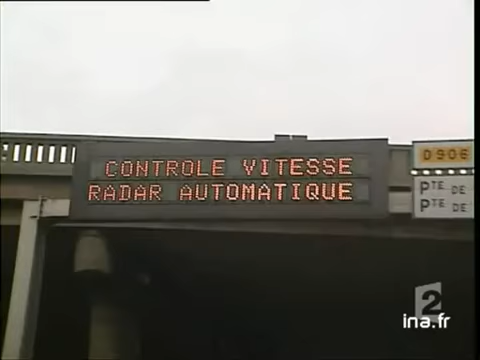 CONTROLE VITESSE
RADAR AUTOMATIQUE
D906
PTE DE
PTE DE
2
ina.fr